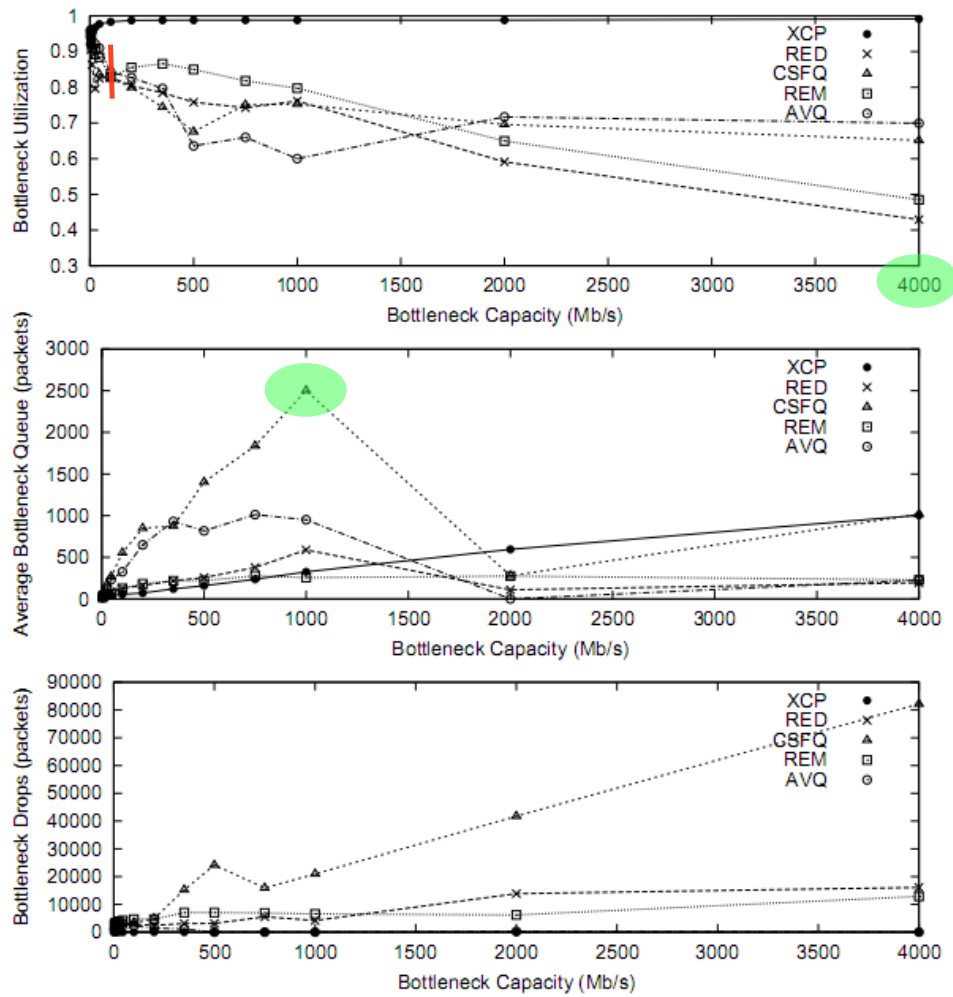 1
0.9
0.8
0.7
0.6
0.5
0.4
0.3
Bottleneck Utilization
XCP
RED
CSFQ
REM
AVQ
0 500 1000 1500 2000 2500 3000 3500 4000
Bottleneck Capacity (Mb/s)
3000
2500
2000
1500
1000
500
0
Average Bottleneck Queue (packets)
XCP
RED
CSFQ
REM
AVQ
0 500 1000 1500 2000 2500 3000 3500 4000
Bottleneck Capacity (Mb/s)
90000
80000
70000
60000
50000
40000
30000
20000
10000
0
Bottleneck Drops (packets)
XCP
RED
CSFQ
REM
AVQ
0 500 1000 1500 2000 2500 3000 3500 4000
Bottleneck Capacity (Mb/s)